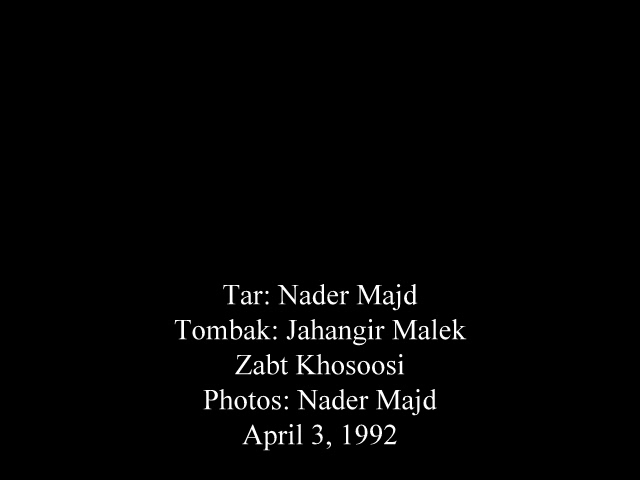 Tar: Nader Majd
Tombak: Jahangir Malek
Zabt Khosoosi
Photos: Nader Majd
April 3, 1992